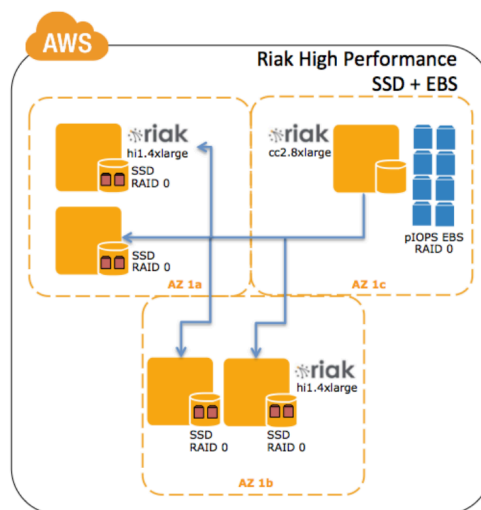 AWS
Riak High Performance
SSD + EBS
riak
hi1.4xlarge
SSD
RAID 0
SSD
RAID 0
AZ 1a
riak
cc2.8xlarge
pIOPS EBS
RAID 0
AZ 1c
riak
hi1.4xlarge
SSD
RAID 0
SSD
RAID 0
AZ 1b